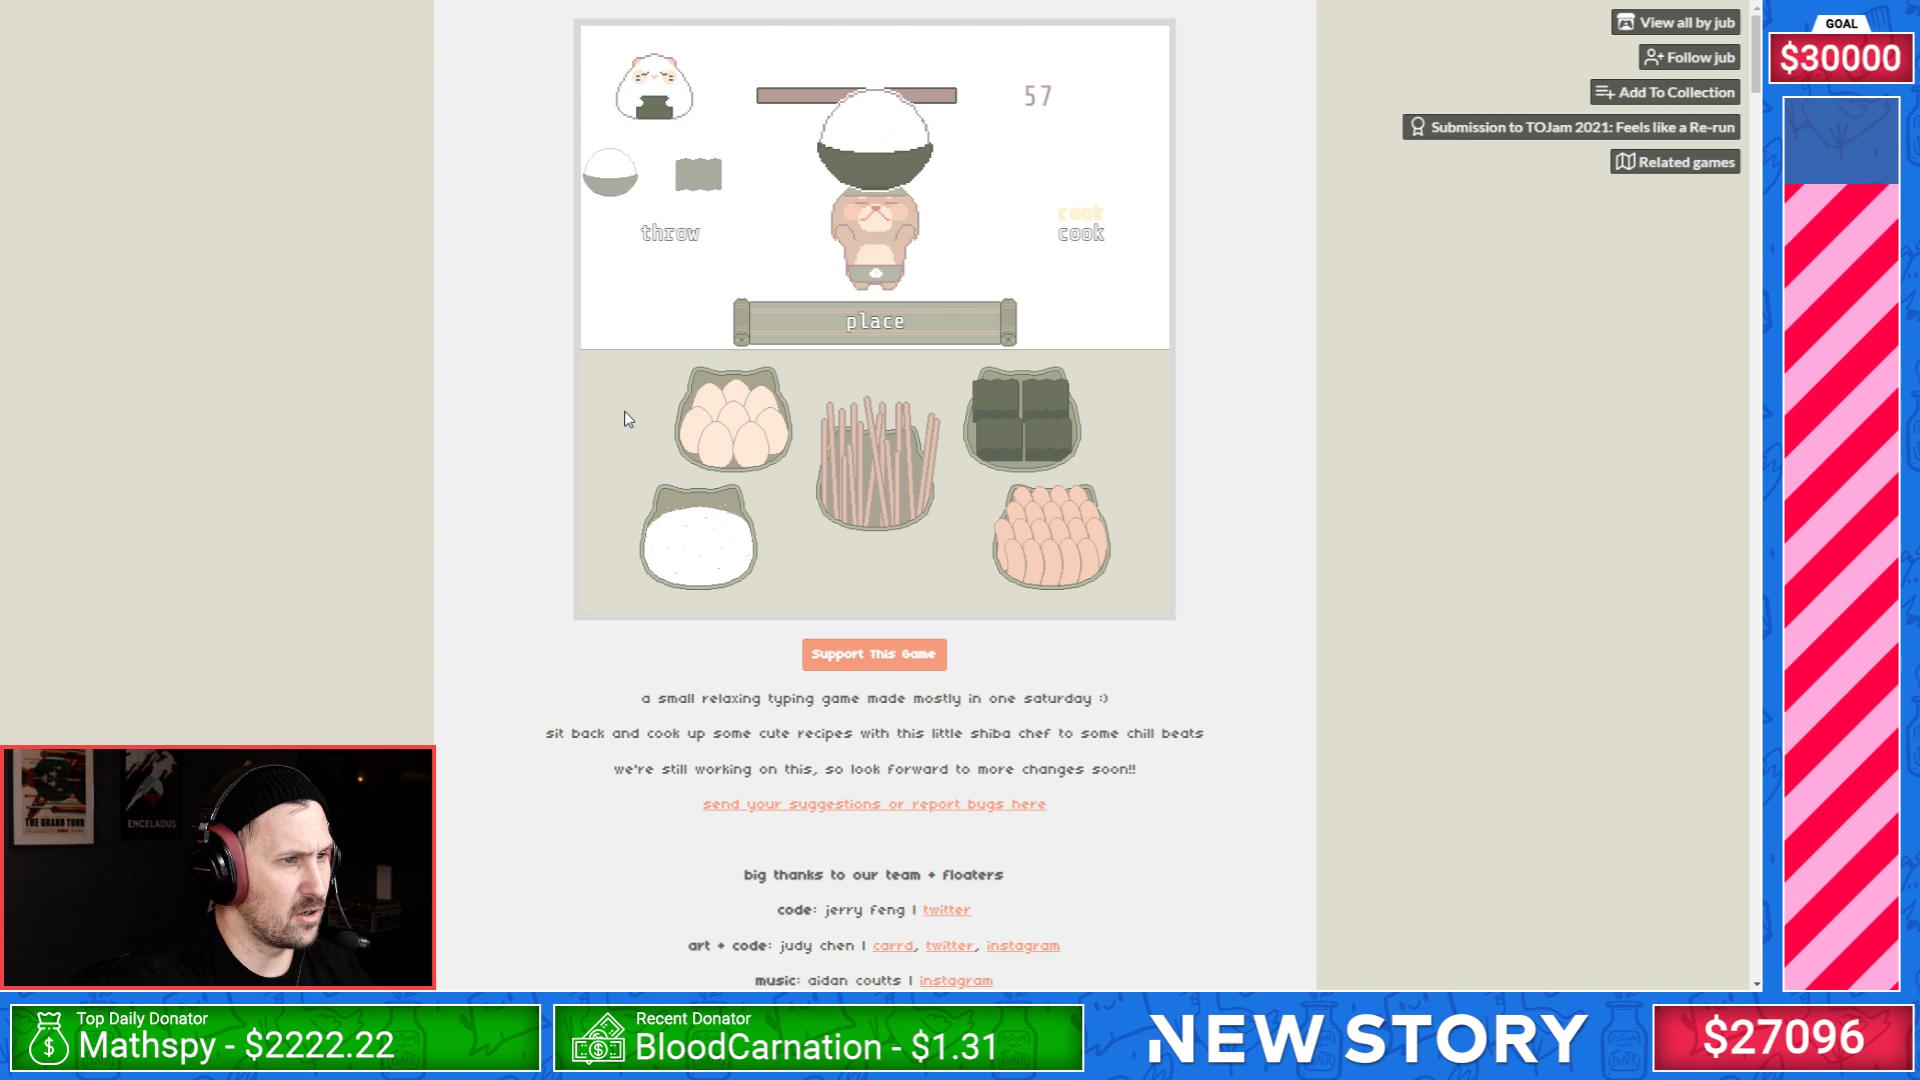 View all by jub
Follow jub
Add To Collection
Submission to TOJam 2021: Feels like a Re-run
Related games
GOAL
$30000
57
throw
cook
cook
place
Support This Game
a small relaxing typing game made mostly in one saturday :)
sit back and cook up some cute recipes with this little shiba chef to some chill beats
we're still working on this, so look forward to more changes soon!!
send your suggestions or report bugs here
big thanks to our team + floaters
code: jerry feng | twitter
art + code: judy chen | carrd, twitter, instagram
music: aidan coutts | instagram
THE GRAND TOUR
ENCELADUS
Top Daily Donator
Mathspy - $2222.22
Recent Donator
BloodCarnation - $1.31
NEW STORY
$27096